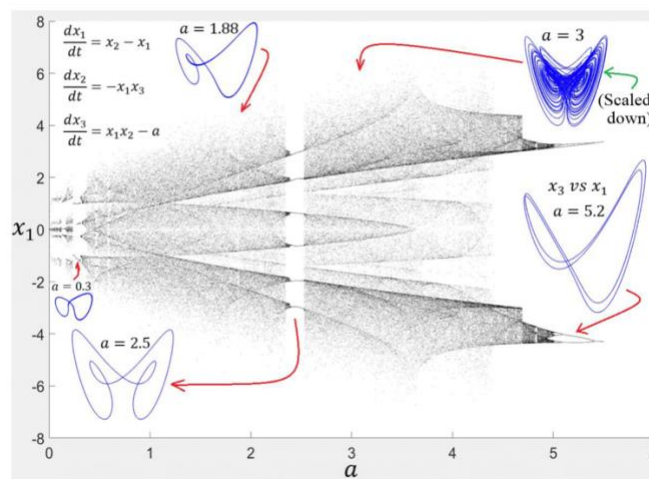 dx₁/dt = x₂ − x₁
dx₂/dt = −x₁x₃
dx₃/dt = x₁x₂ − a
a = 1.88
a = 3
(Scaled
down)
x₃ vs x₁
a = 5.2
a = 0.3
a = 2.5
x₁
8
6
4
2
0
-2
-4
-6
-8
0
1
2
3
4
5
a